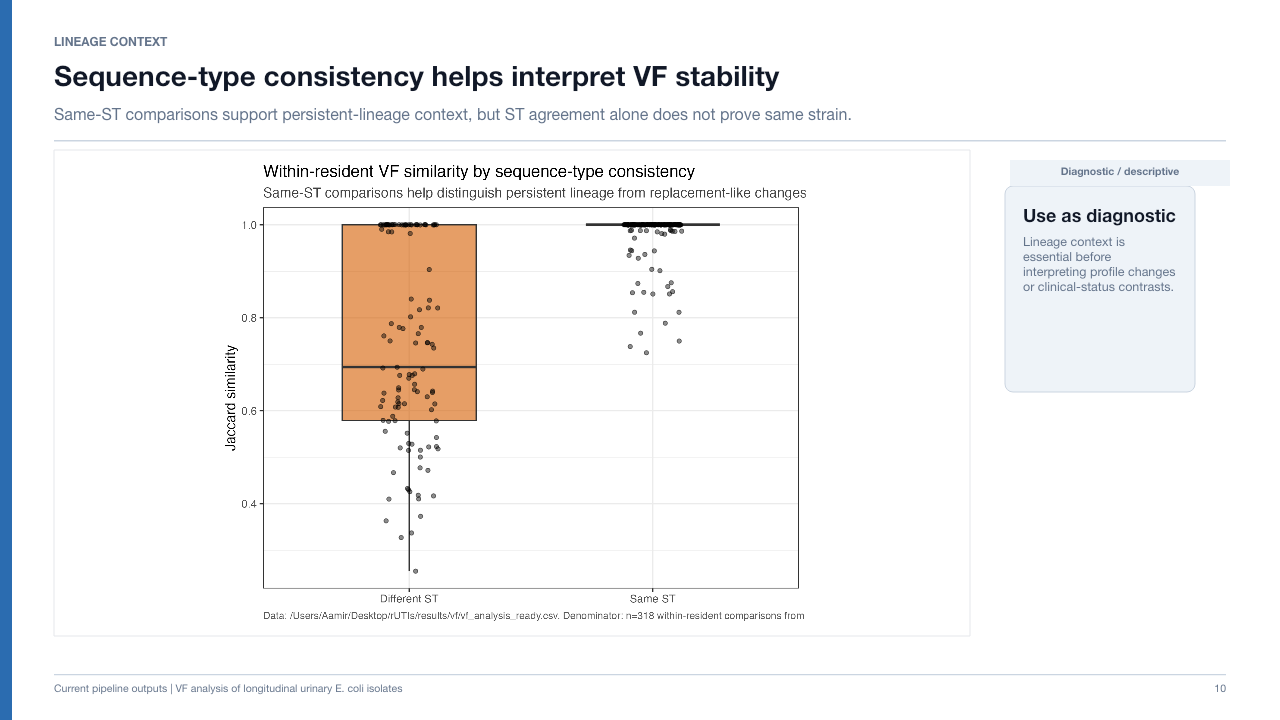 LINEAGE CONTEXT
Sequence-type consistency helps interpret VF stability
Same-ST comparisons support persistent-lineage context, but ST agreement alone does not prove same strain.
Within-resident VF similarity by sequence-type consistency
Same-ST comparisons help distinguish persistent lineage from replacement-like changes
1.0
0.8
0.6
0.4
Jaccard similarity
Different ST
Same ST
Data: /Users/Aamir/Desktop/rUTIs/results/vf/vf_analysis_ready.csv. Denominator: n=318 within-resident comparisons from
Diagnostic / descriptive
Use as diagnostic
Lineage context is
essential before
interpreting profile changes
or clinical-status contrasts.
Current pipeline outputs | VF analysis of longitudinal urinary E. coli isolates
10